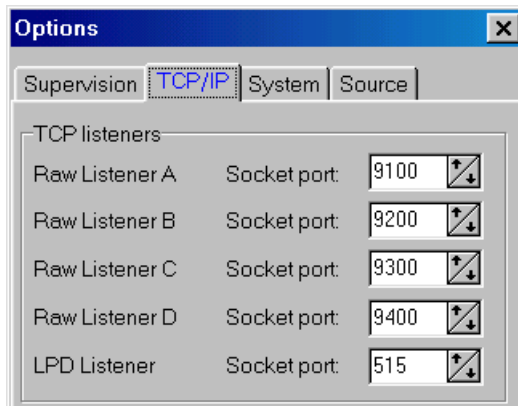 Options
Supervision TCP/IP System Source
TCP listeners
Raw Listener A Socket port: 9100
Raw Listener B Socket port: 9200
Raw Listener C Socket port: 9300
Raw Listener D Socket port: 9400
LPD Listener Socket port: 515